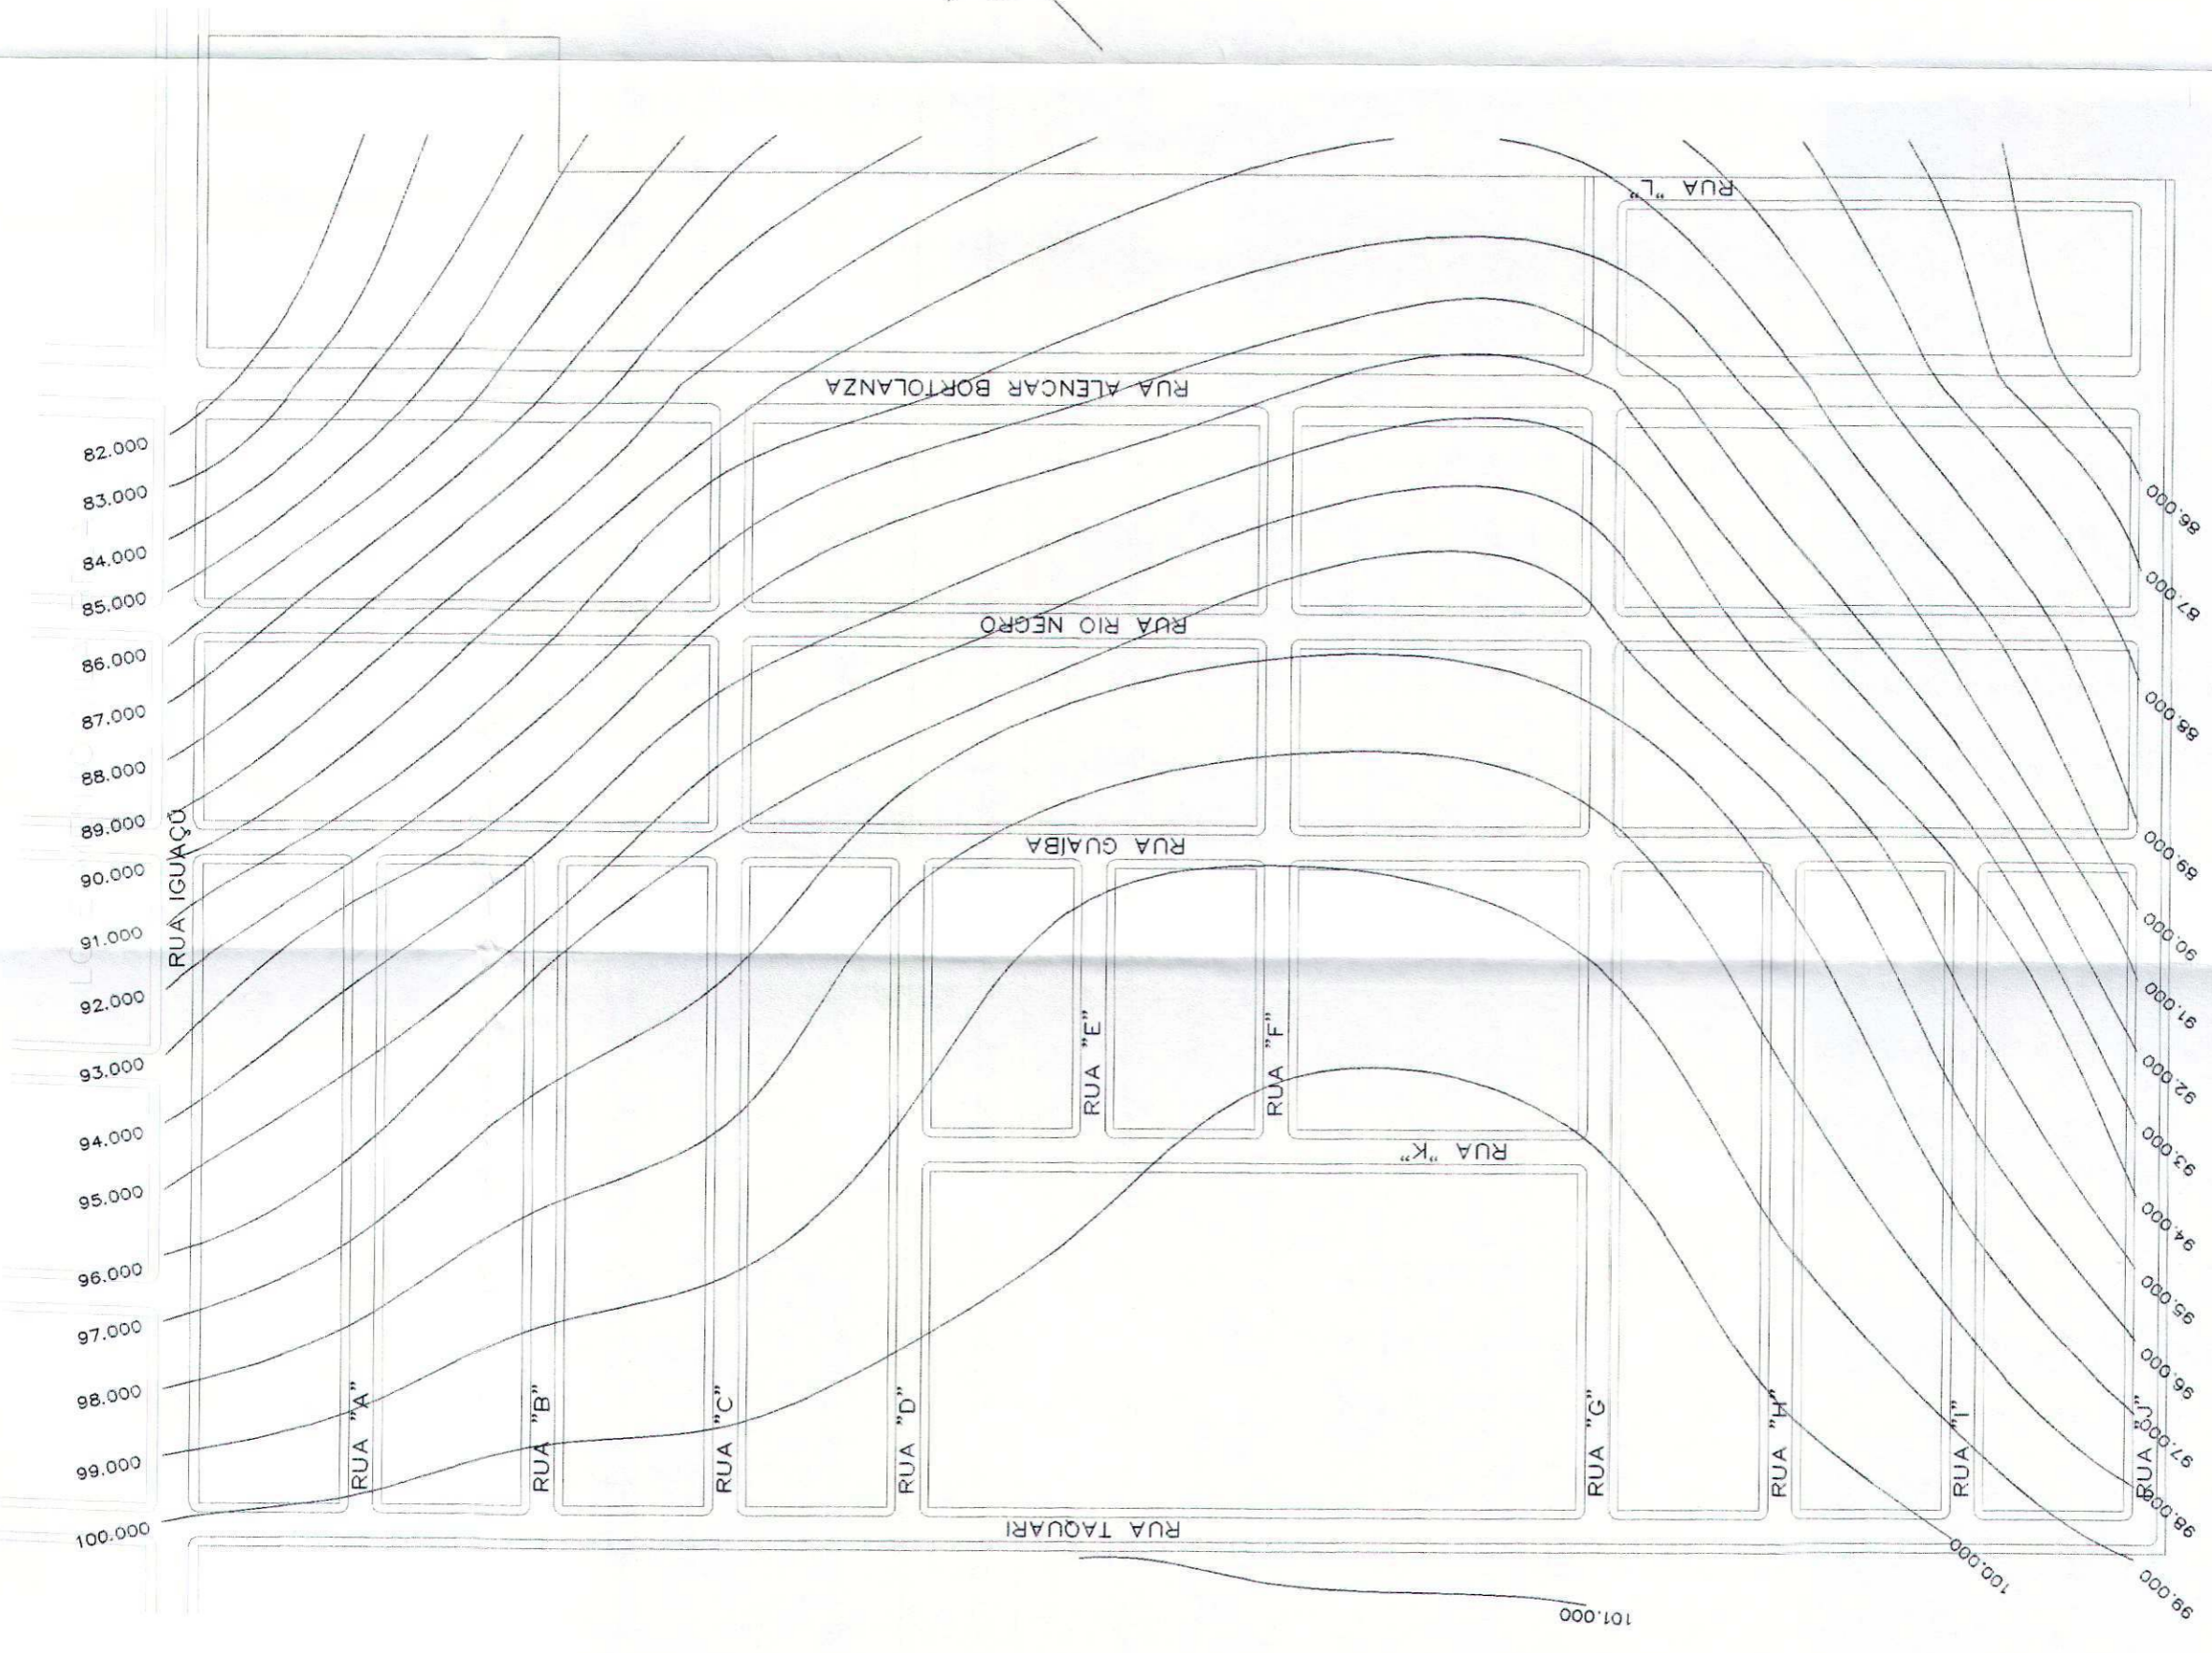 RUA "L"
RUA ALENCAR BORTOLANZA
82.000
83.000
84.000
85.000
86.000
87.000
88.000
89.000
90.000
91.000
92.000
93.000
94.000
95.000
96.000
97.000
98.000
99.000
100.000
RUA IGUAÇÚ
RUA RIO NEGRO
RUA GUAIBA
RUA "E"
RUA "F"
RUA "K"
RUA "A"
RUA "B"
RUA "C"
RUA "D"
RUA "G"
RUA "H"
RUA "I"
RUA "J"
RUA TAQUARI
86.000
87.000
88.000
89.000
90.000
91.000
92.000
93.000
94.000
95.000
96.000
97.000
98.000
99.000
100.000
101.000